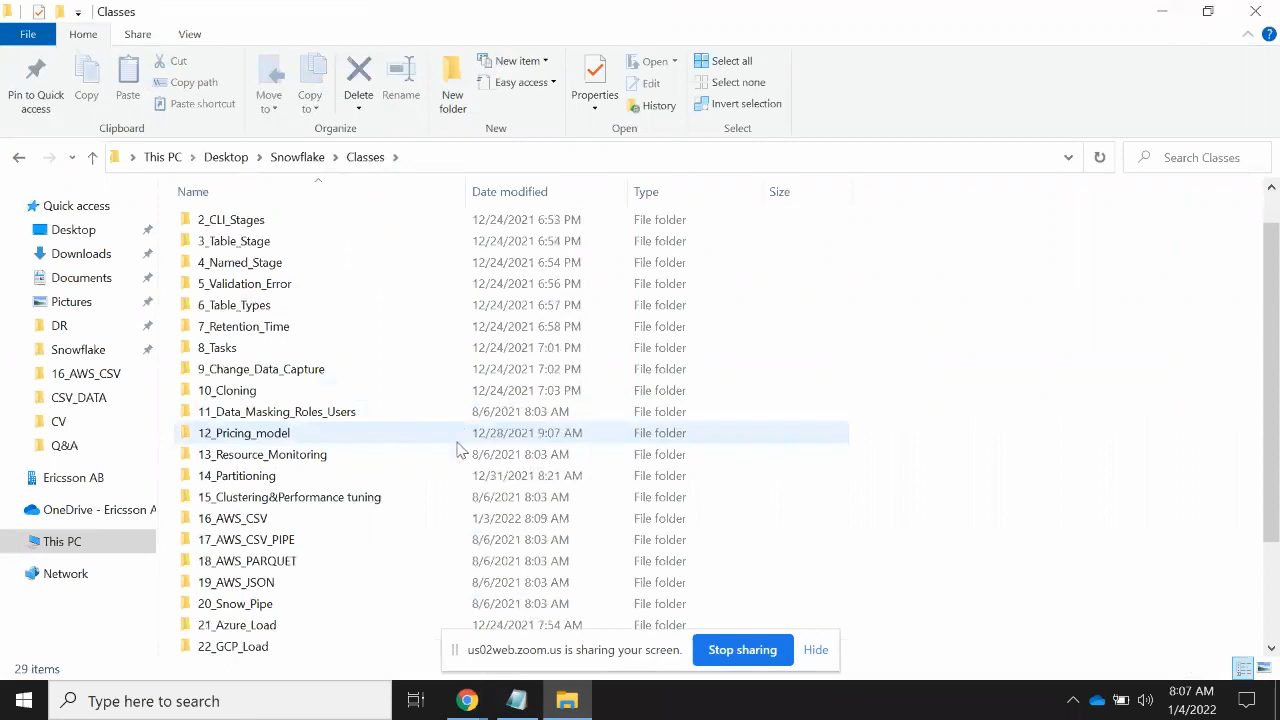 Classes
File
Home
Share
View
Pin to Quick access
Copy
Paste
Cut
Copy path
Paste shortcut
Clipboard
Move to
Copy to
Delete
Rename
Organize
New folder
New item
Easy access
New
Properties
Open
Edit
History
Open
Select all
Select none
Invert selection
Select
This PC > Desktop > Snowflake > Classes >
Search Classes
Name
Date modified
Type
Size
Quick access
Desktop
Downloads
Documents
Pictures
DR
Snowflake
16_AWS_CSV
CSV_DATA
CV
Q&A
Ericsson AB
OneDrive - Ericsson A
This PC
Network
2_CLI_Stages 12/24/2021 6:53 PM File folder
3_Table_Stage 12/24/2021 6:54 PM File folder
4_Named_Stage 12/24/2021 6:54 PM File folder
5_Validation_Error 12/24/2021 6:56 PM File folder
6_Table_Types 12/24/2021 6:57 PM File folder
7_Retention_Time 12/24/2021 6:58 PM File folder
8_Tasks 12/24/2021 7:01 PM File folder
9_Change_Data_Capture 12/24/2021 7:02 PM File folder
10_Cloning 12/24/2021 7:03 PM File folder
11_Data_Masking_Roles_Users 8/6/2021 8:03 AM File folder
12_Pricing_model 12/28/2021 9:07 AM File folder
13_Resource_Monitoring 8/6/2021 8:03 AM File folder
14_Partitioning 12/31/2021 8:21 AM File folder
15_Clustering&Performance tuning 8/6/2021 8:03 AM File folder
16_AWS_CSV 1/3/2022 8:09 AM File folder
17_AWS_CSV_PIPE 8/6/2021 8:03 AM File folder
18_AWS_PARQUET 8/6/2021 8:03 AM File folder
19_AWS_JSON 8/6/2021 8:03 AM File folder
20_Snow_Pipe 8/6/2021 8:03 AM File folder
21_Azure_Load 12/24/2021 7:54 AM File folder
22_GCP_Load
us02web.zoom.us is sharing your screen.
Stop sharing
Hide
29 items
Type here to search
8:07 AM
1/4/2022